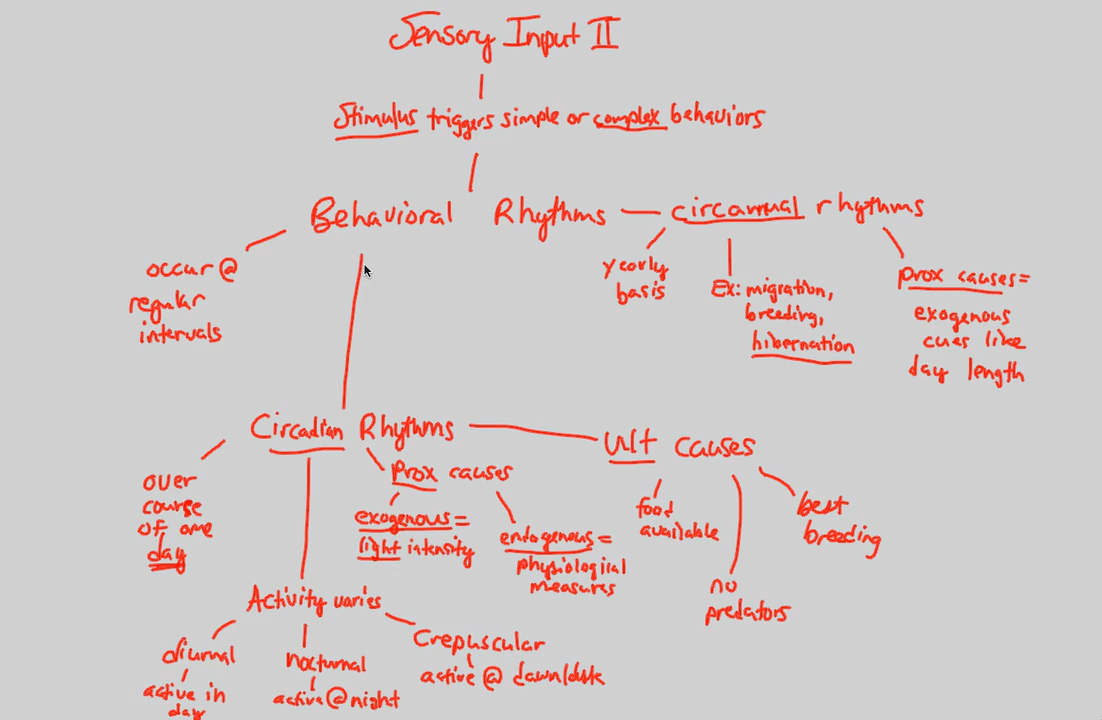 Sensory Input II
Stimulus triggers simple or complex behaviors
Behavioral Rhythms
occur @
regular
intervals
circannual rhythms
yearly
basis
Ex: migration,
breeding,
hibernation
prox causes=
exogenous
cues like
day length
Circadian Rhythms
over
course
of one
day
Prox causes
exogenous=
light intensity
endogenous=
physiological
measures
Ult causes
food
available
no
predators
best
breeding
Activity varies
diurnal
active in
day
nocturnal
active @ night
Crepuscular
active @ dawn/dusk